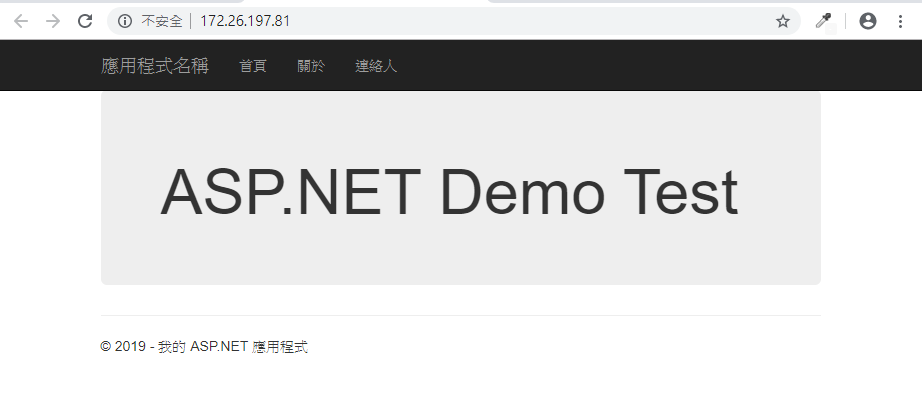 不安全 172.26.197.81
應用程式名稱 首頁 關於 連絡人
ASP.NET Demo Test
© 2019 - 我的 ASP.NET 應用程式